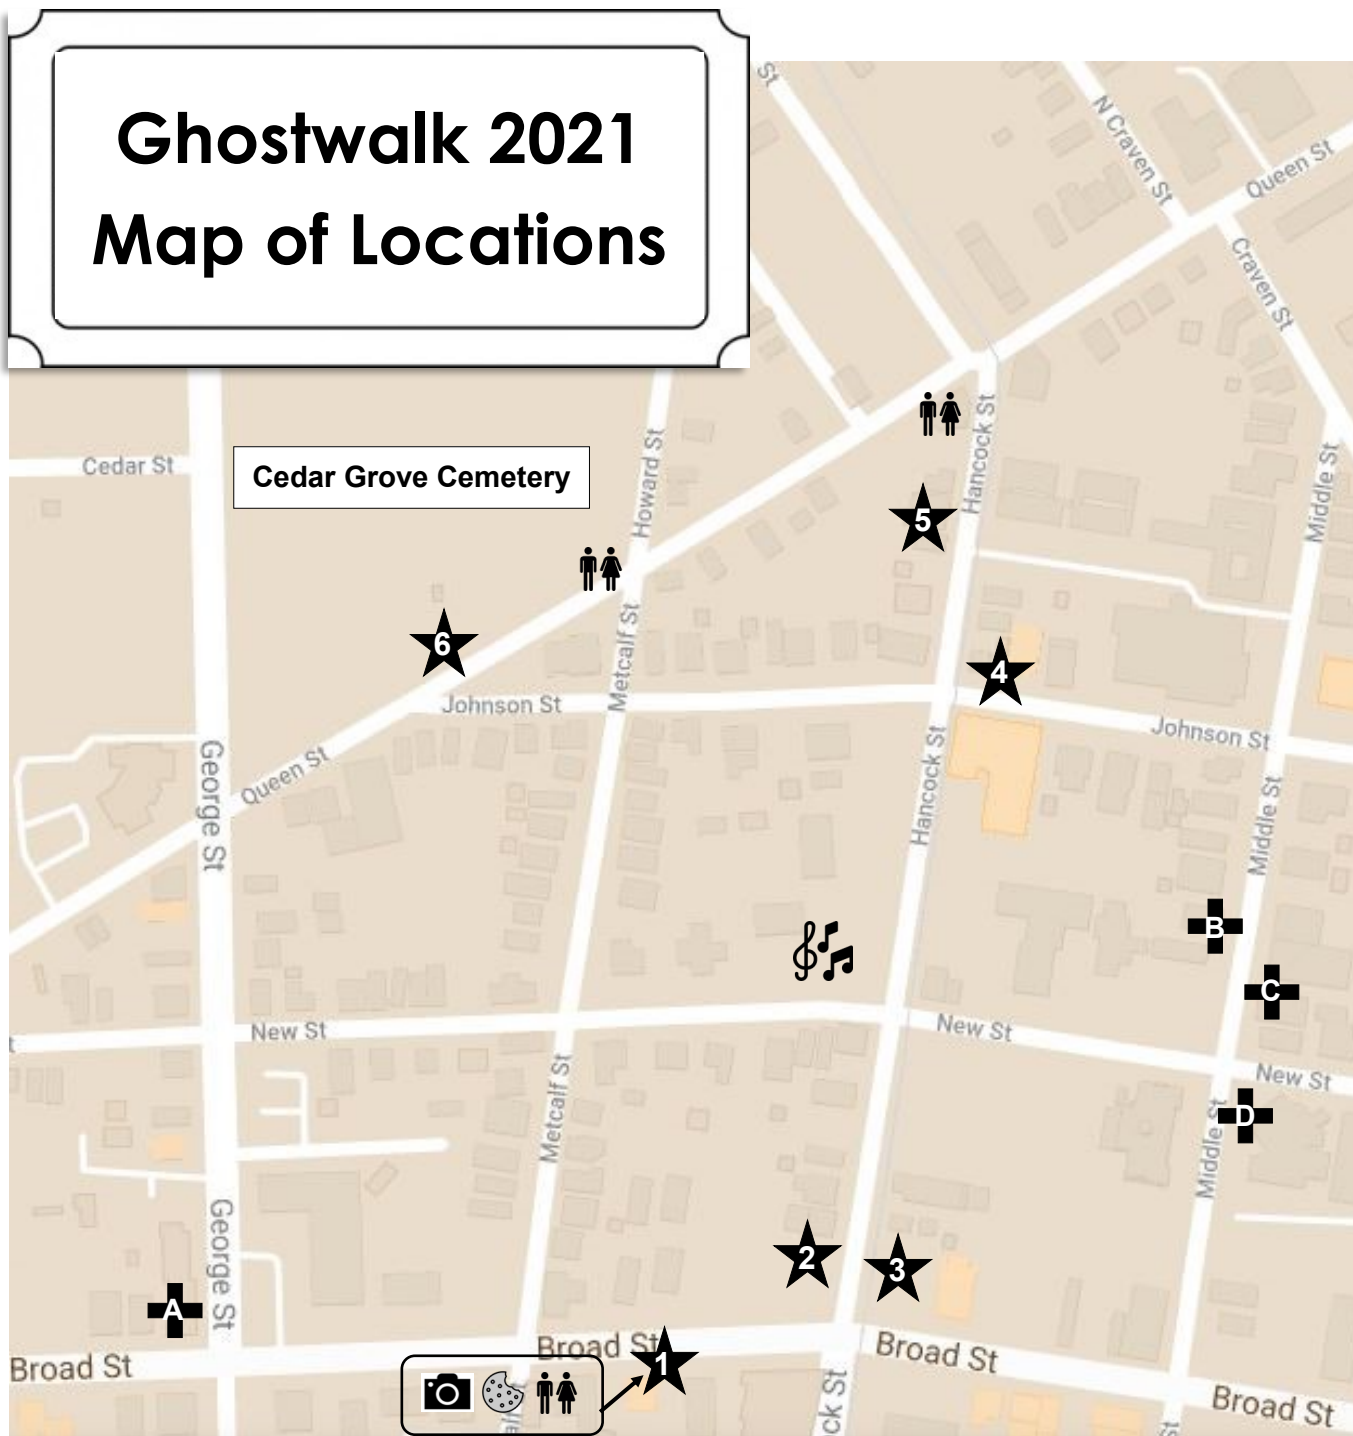 Ghostwalk 2021
Map of Locations
St
N Craven St
Queen St
Craven St
Cedar St
Cedar Grove Cemetery
Howard St
Hancock St
Middle St
5
6
Metcalf St
4
Johnson St
Johnson St
George St
Queen St
Hancock St
Middle St
B
C
New St
New St
New St
Metcalf St
D
Middle St
George St
2
3
A
Broad St
Broad St
1
Broad St
Broad St
ck St